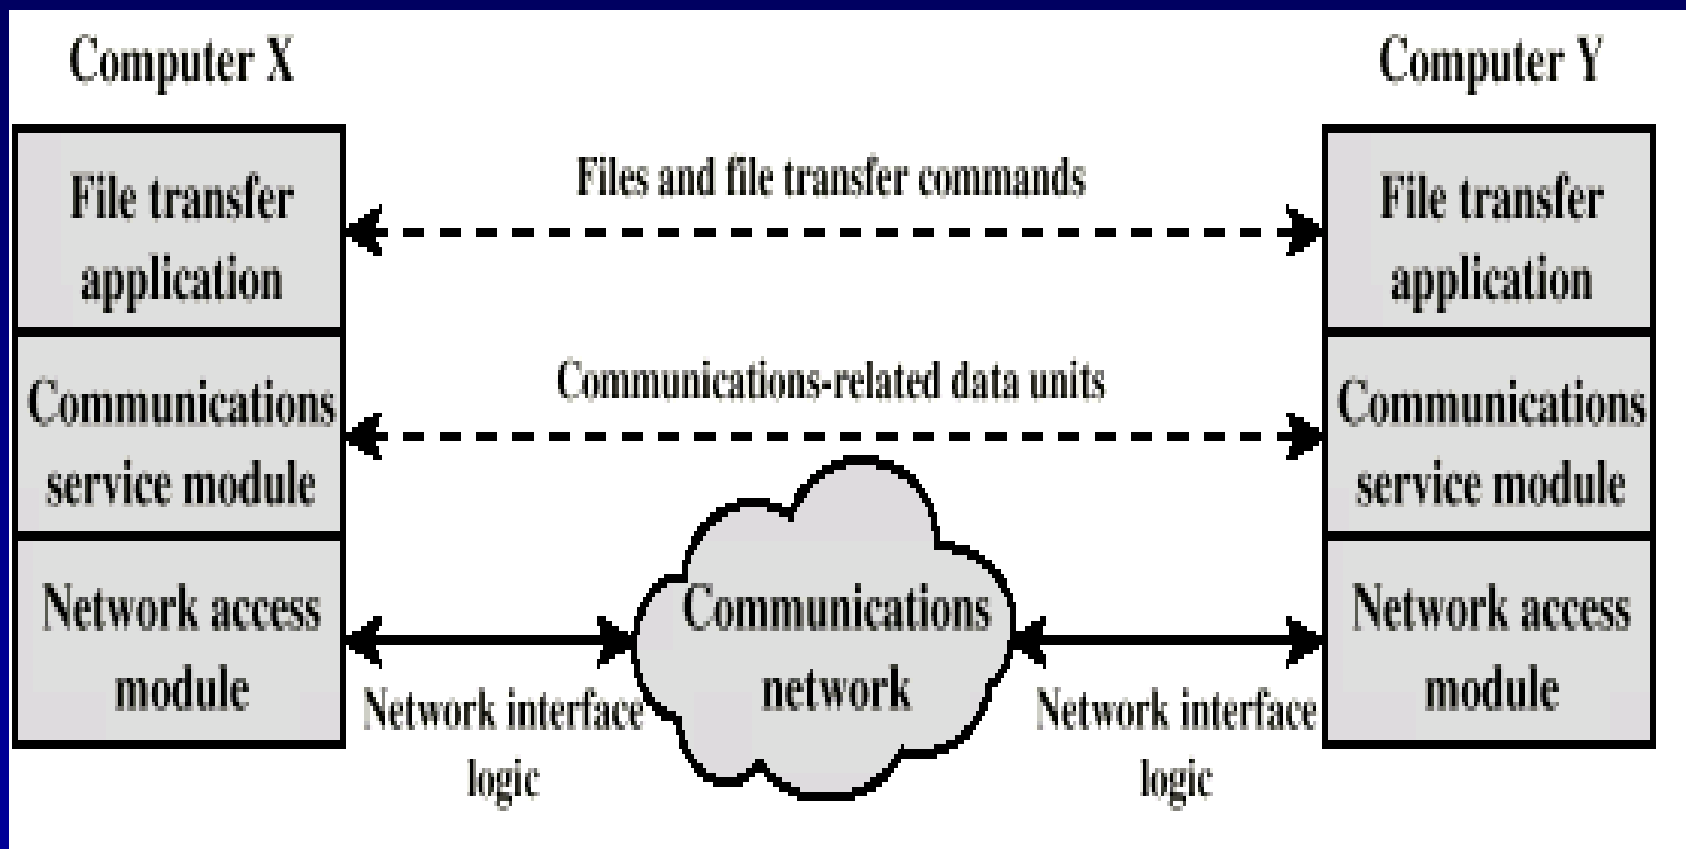 Computer X
Computer Y
File transfer
application
Files and file transfer commands
File transfer
application
Communications
service module
Communications-related data units
Communications
service module
Network access
module
Network interface
logic
Communications
network
Network interface
logic
Network access
module